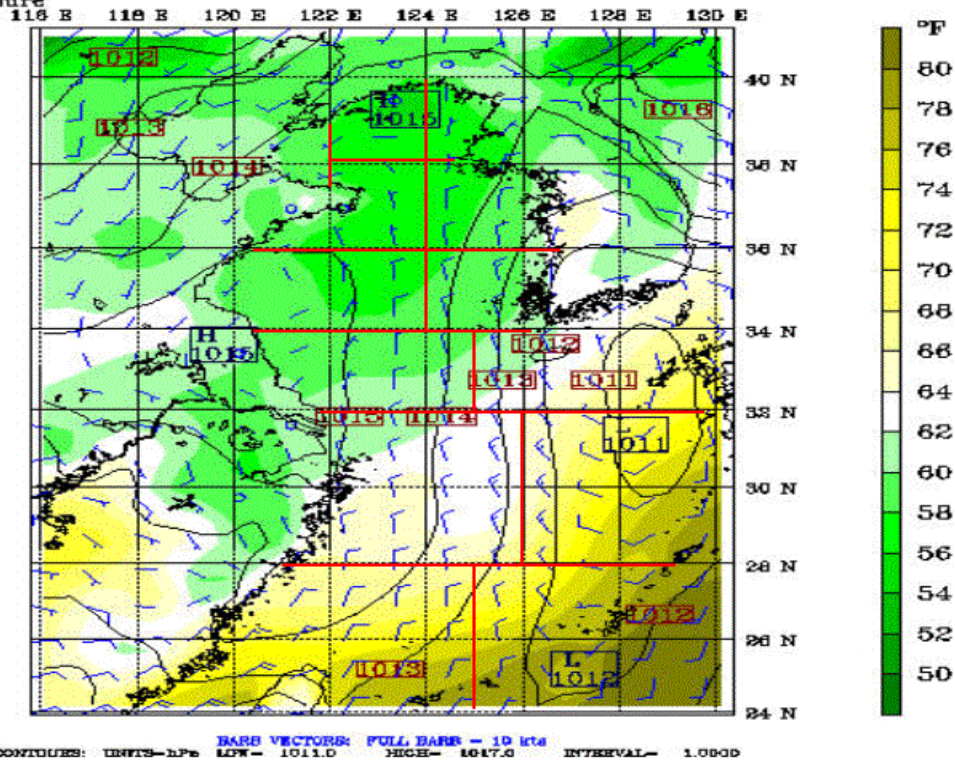 116 E 118 E 120 E 122 E 124 E 126 E 128 E 130 E
°F
1012
40 N
80
H
1015
1016
78
1013
76
1014
38 N
74
72
36 N
70
68
34 N
H
1015
1012
66
1013
1011
64
32 N
1015
1014
62
L
1011
60
30 N
58
56
28 N
54
1012
52
26 N
1013
L
1012
50
24 N
BARB VECTORS: FULL BARB = 10 kts
CONTOURS: UNITS=hPa LOW= 1011.0 HIGH= 1017.0 INTERVAL= 1.0000